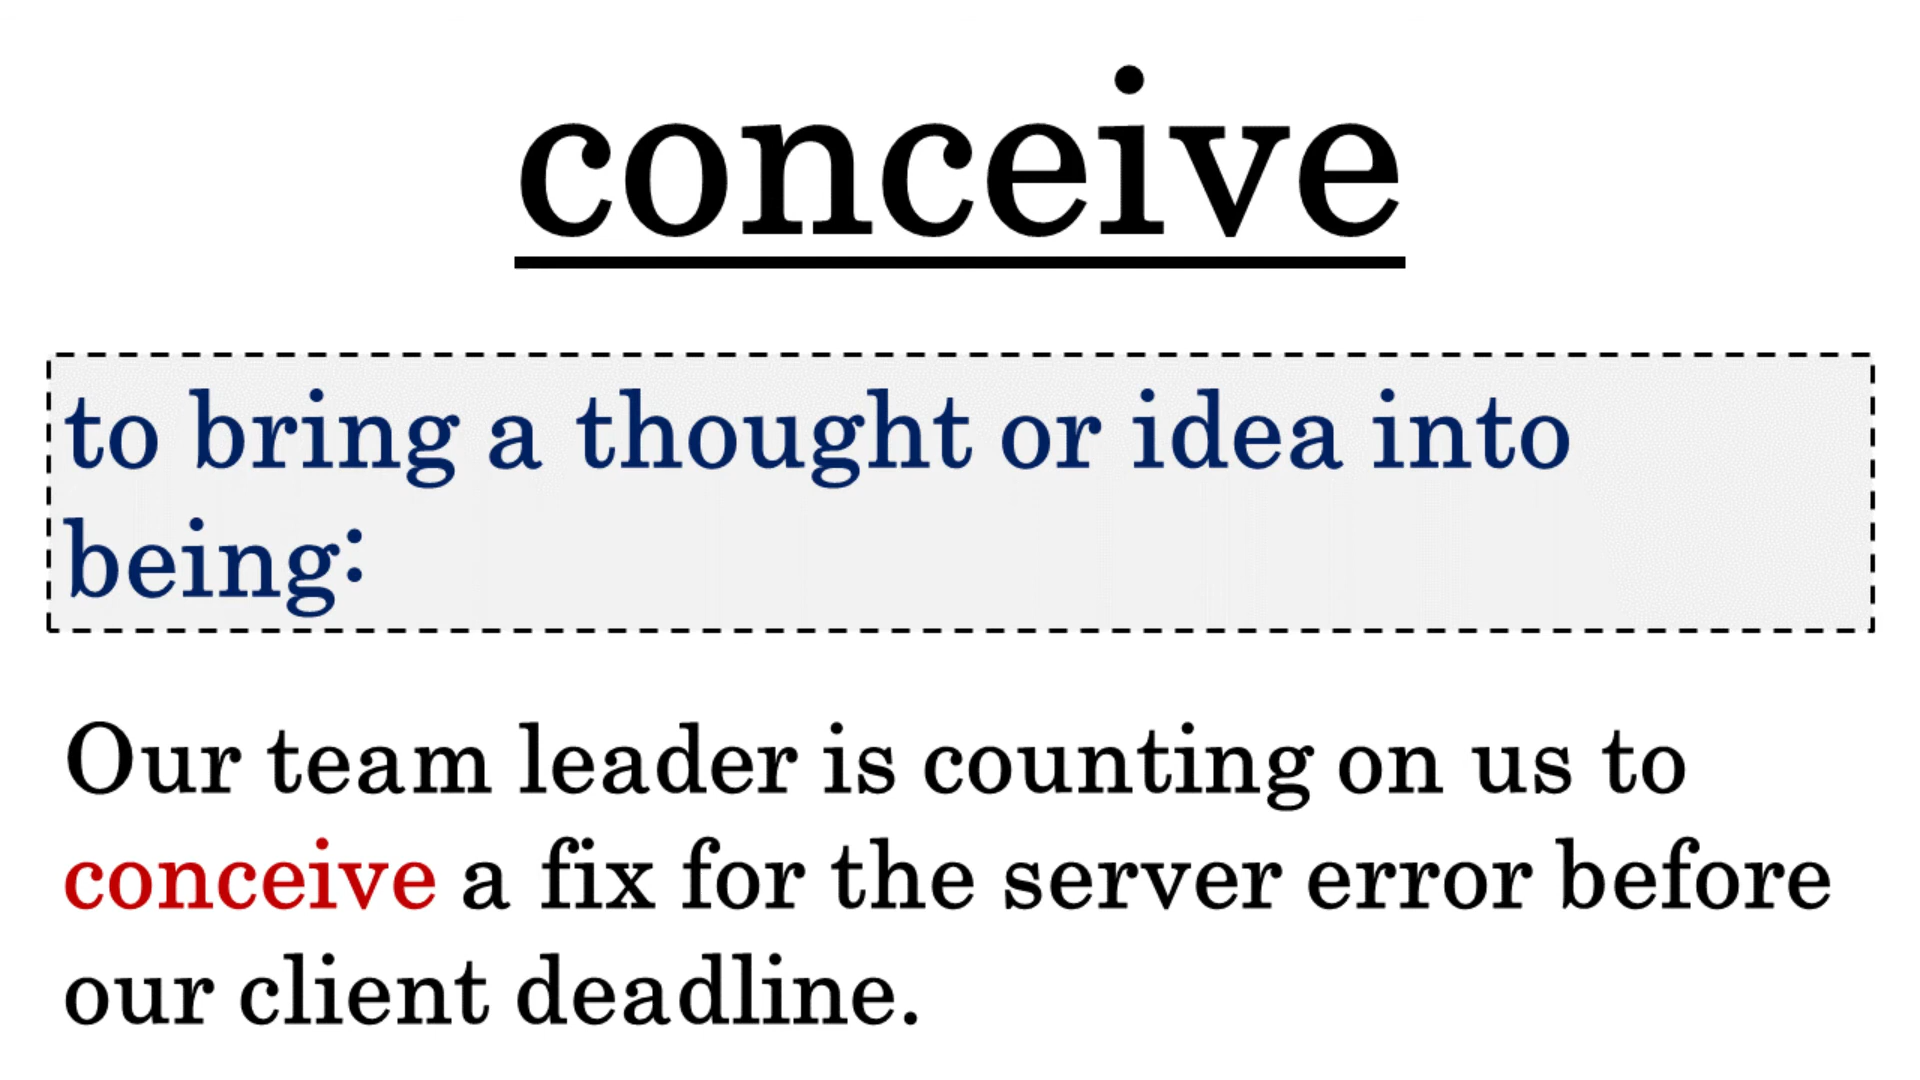 conceive
to bring a thought or idea into
being:
Our team leader is counting on us to
conceive a fix for the server error before
our client deadline.